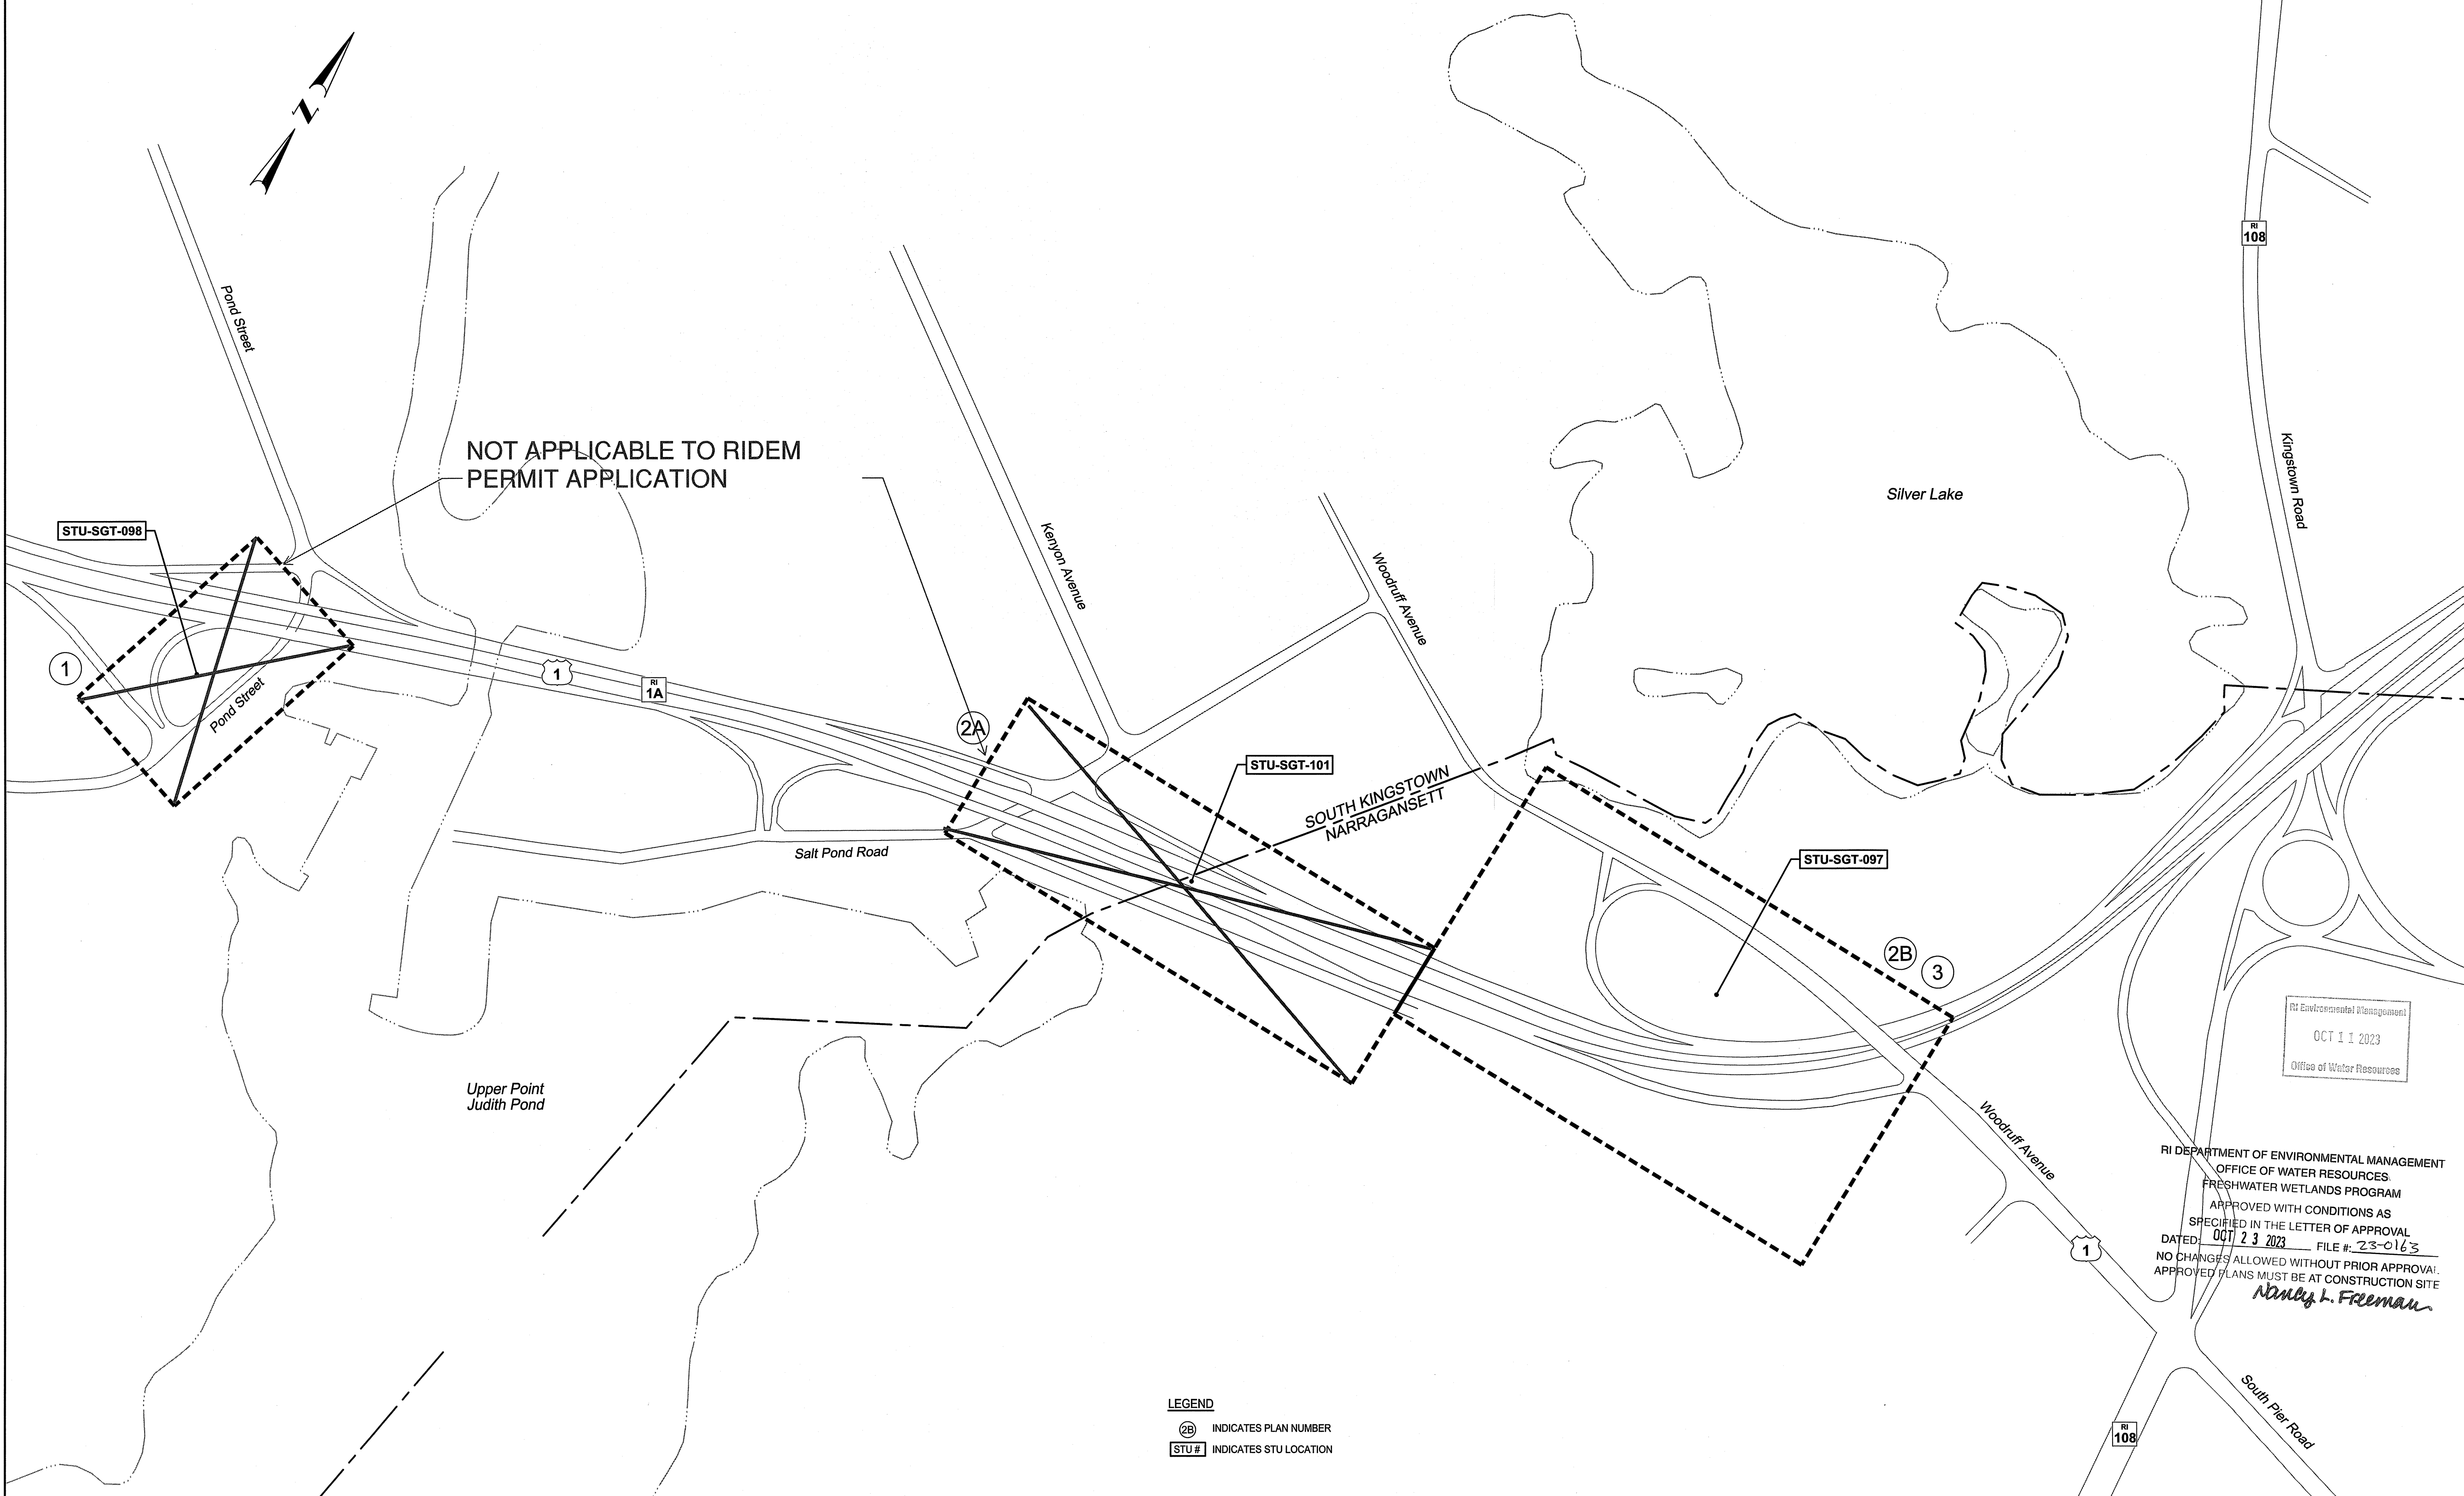 N
RI
108
Pond Street
NOT APPLICABLE TO RIDEM
PERMIT APPLICATION
Kingstown Road
Silver Lake
STU-SGT-098
Kenyon Avenue
Woodruff Avenue
1
Pond Street
1
RI
1A
2A
STU-SGT-101
SOUTH KINGSTOWN
NARRAGANSETT
Salt Pond Road
STU-SGT-097
2B
3
RI Environmental Management
OCT 11 2023
Office of Water Resources
Upper Point
Judith Pond
Woodruff Avenue
RI DEPARTMENT OF ENVIRONMENTAL MANAGEMENT
OFFICE OF WATER RESOURCES
FRESHWATER WETLANDS PROGRAM
APPROVED WITH CONDITIONS AS
SPECIFIED IN THE LETTER OF APPROVAL
DATED: OCT 23 2023 FILE #: 23-0163
NO CHANGES ALLOWED WITHOUT PRIOR APPROVAL
APPROVED PLANS MUST BE AT CONSTRUCTION SITE
Nancy L. Freeman
1
South Pier Road
RI
108
LEGEND
2B INDICATES PLAN NUMBER
STU # INDICATES STU LOCATION